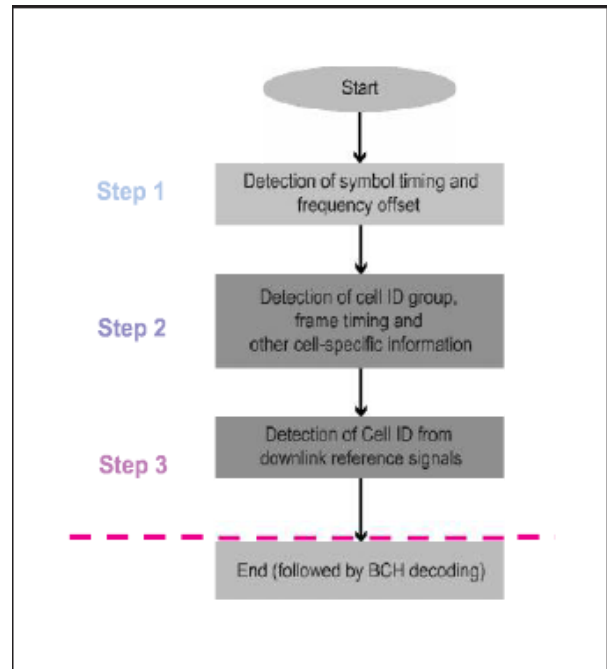 Start
Step 1
Detection of symbol timing and
frequency offset
Step 2
Detection of cell ID group,
frame timing and
other cell-specific information
Step 3
Detection of Cell ID from
downlink reference signals
End (followed by BCH decoding)